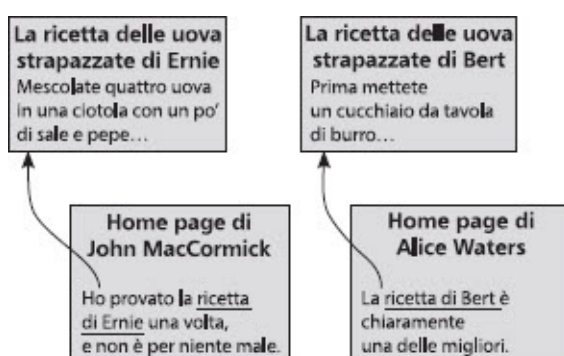 La ricetta delle uova
strapazzate di Ernie
Mescolate quattro uova
in una ciotola con un po'
di sale e pepe...
La ricetta delle uova
strapazzate di Bert
Prima mettete
un cucchiaio da tavola
di burro...
Home page di
John MacCormick
Ho provato la ricetta
di Ernie una volta,
e non è per niente male.
Home page di
Alice Waters
La ricetta di Bert è
chiaramente
una delle migliori.